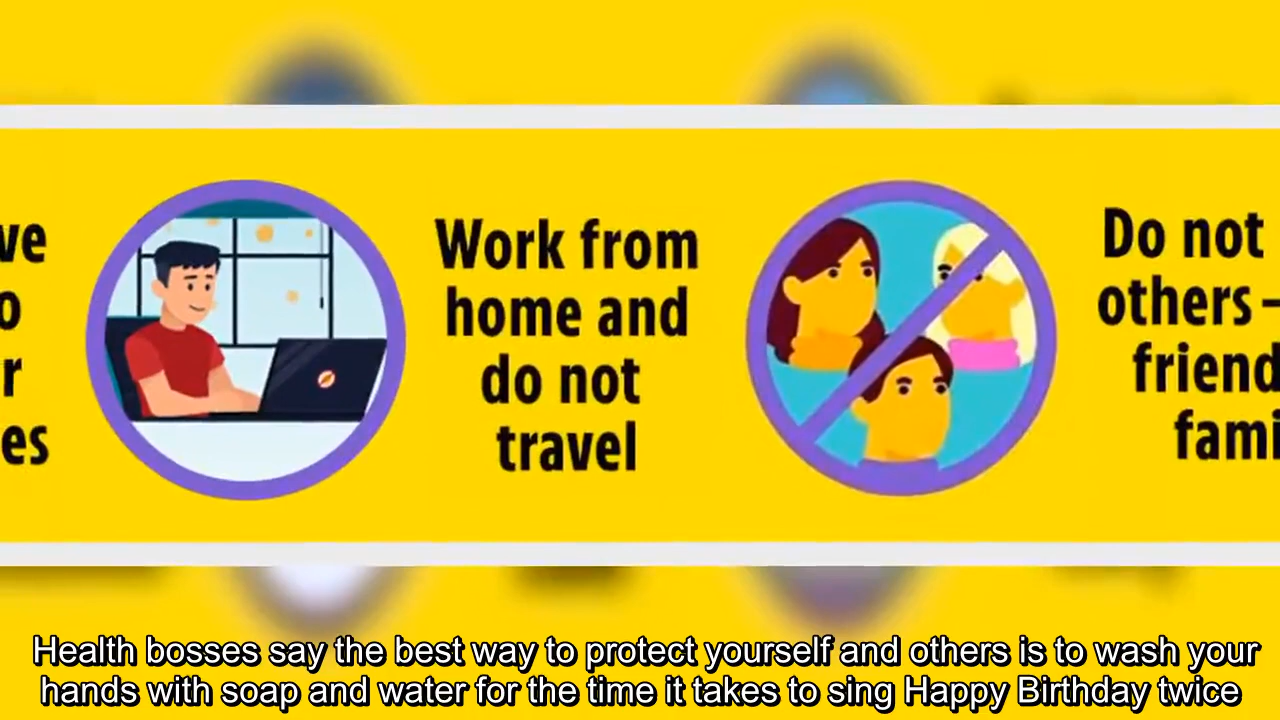 ve
o
r
es
Work from
home and
do not
travel
Do not
others–
friend
fami
Health bosses say the best way to protect yourself and others is to wash your
hands with soap and water for the time it takes to sing Happy Birthday twice